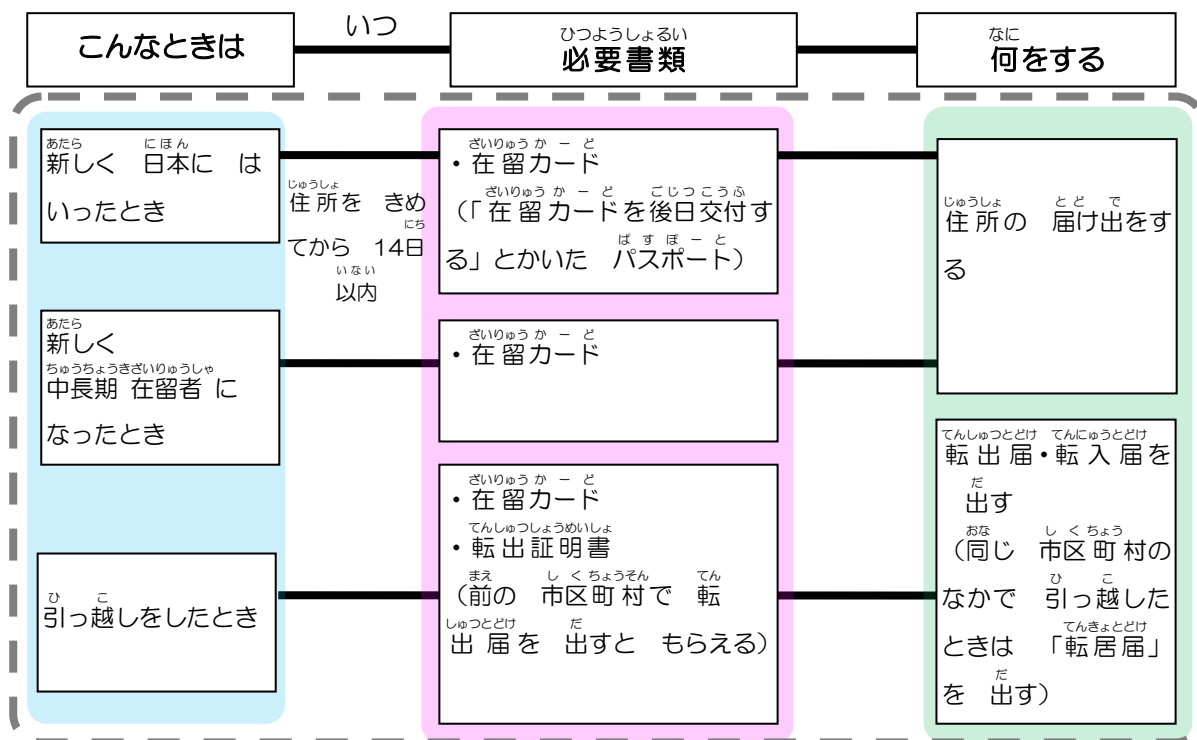 こんなときは
いつ
ひつようしょるい
必要書類
なに
何をする
あたら にほん
新しく 日本に は
いったとき
じゅうしょ
住所を きめ
にち
てから 14日
いない
以内
ざいりゅうかーど
・在留カード
ざいりゅうかーど ごじつこうふ
(「在留カードを後日交付す
ぱすぽーと
る」とかいた パスポート)
じゅうしょ とど で
住所の 届け出をす
る
あたら
新しく
ちゅうちょうきざいりゅうしゃ
中長期 在留者 に
なったとき
ざいりゅうかーど
・在留カード
ひ こ
引っ越しをしたとき
ざいりゅうかーど
・在留カード
てんしゅつしょうめいしょ
・転出証明書
まえ しくちょうそん てん
(前の 市区町村で 転
しゅつとどけ だ
出届を 出すと もらえる)
てんしゅつとどけ てんにゅうとどけ
転出届・転入届を
だ
出す
おな しくちょう
(同じ 市区町村の
ひ こ
なかで 引っ越した
てんきょとどけ
ときは 「転居届」
だ
を 出す)